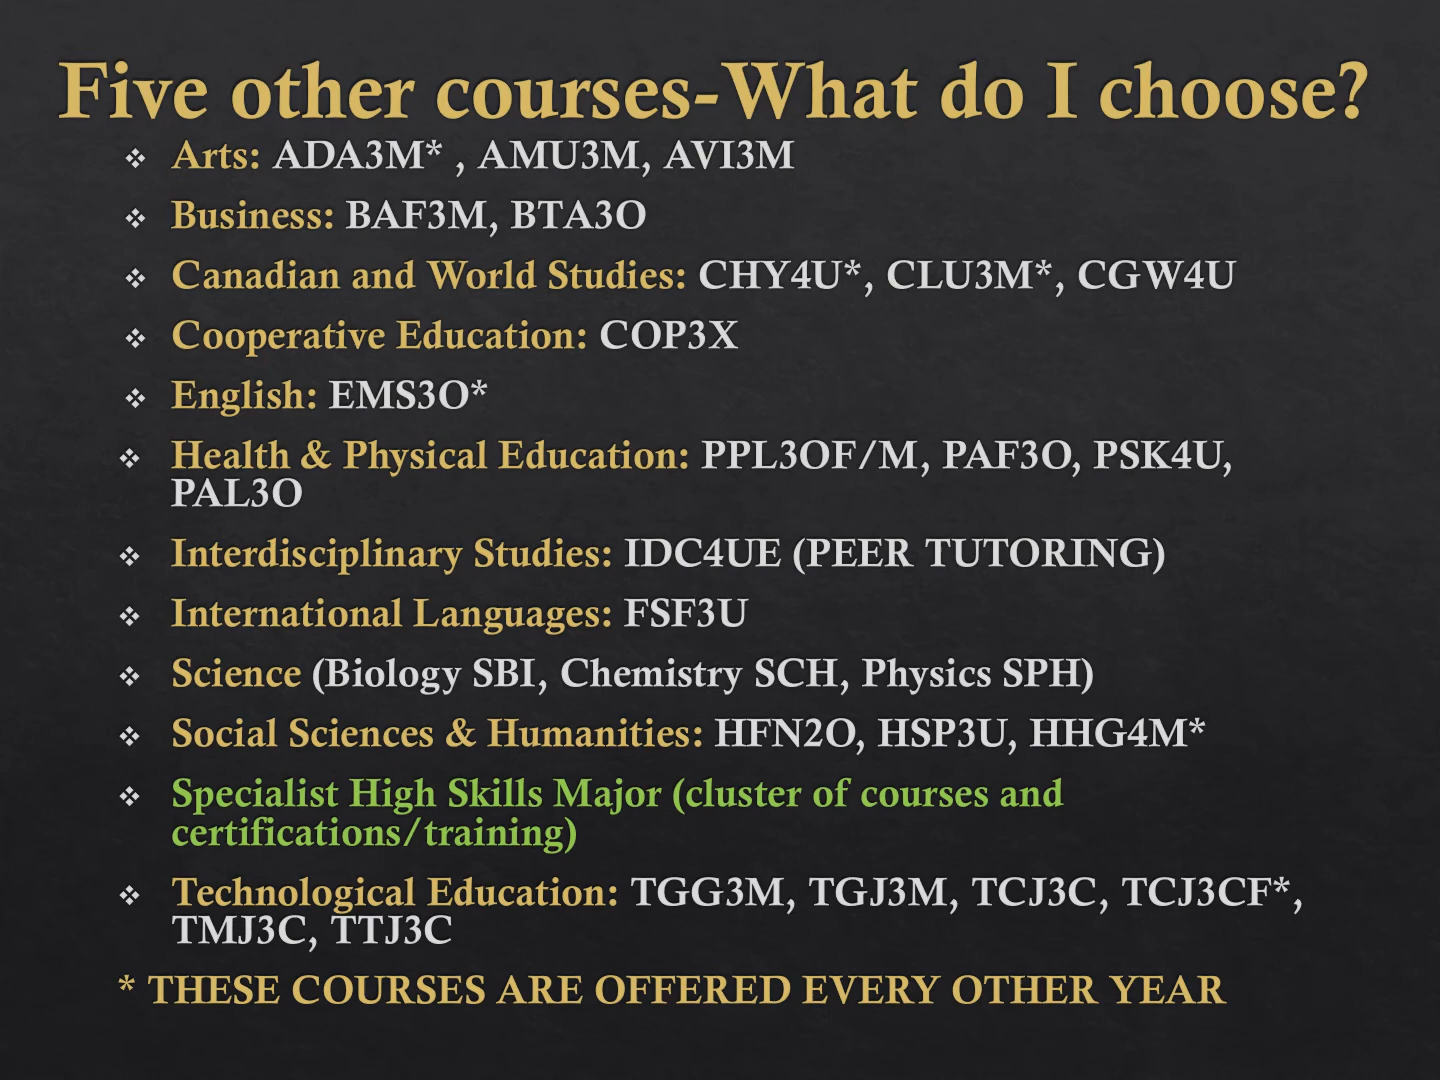 Five other courses-What do I choose?
❖ Arts: ADA3M* , AMU3M, AVI3M
❖ Business: BAF3M, BTA3O
❖ Canadian and World Studies: CHY4U*, CLU3M*, CGW4U
❖ Cooperative Education: COP3X
❖ English: EMS3O*
❖ Health & Physical Education: PPL3OF/M, PAF3O, PSK4U,
PAL3O
❖ Interdisciplinary Studies: IDC4UE (PEER TUTORING)
❖ International Languages: FSF3U
❖ Science (Biology SBI, Chemistry SCH, Physics SPH)
❖ Social Sciences & Humanities: HFN2O, HSP3U, HHG4M*
❖ Specialist High Skills Major (cluster of courses and
certifications/training)
❖ Technological Education: TGG3M, TGJ3M, TCJ3C, TCJ3CF*,
TMJ3C, TTJ3C
* THESE COURSES ARE OFFERED EVERY OTHER YEAR